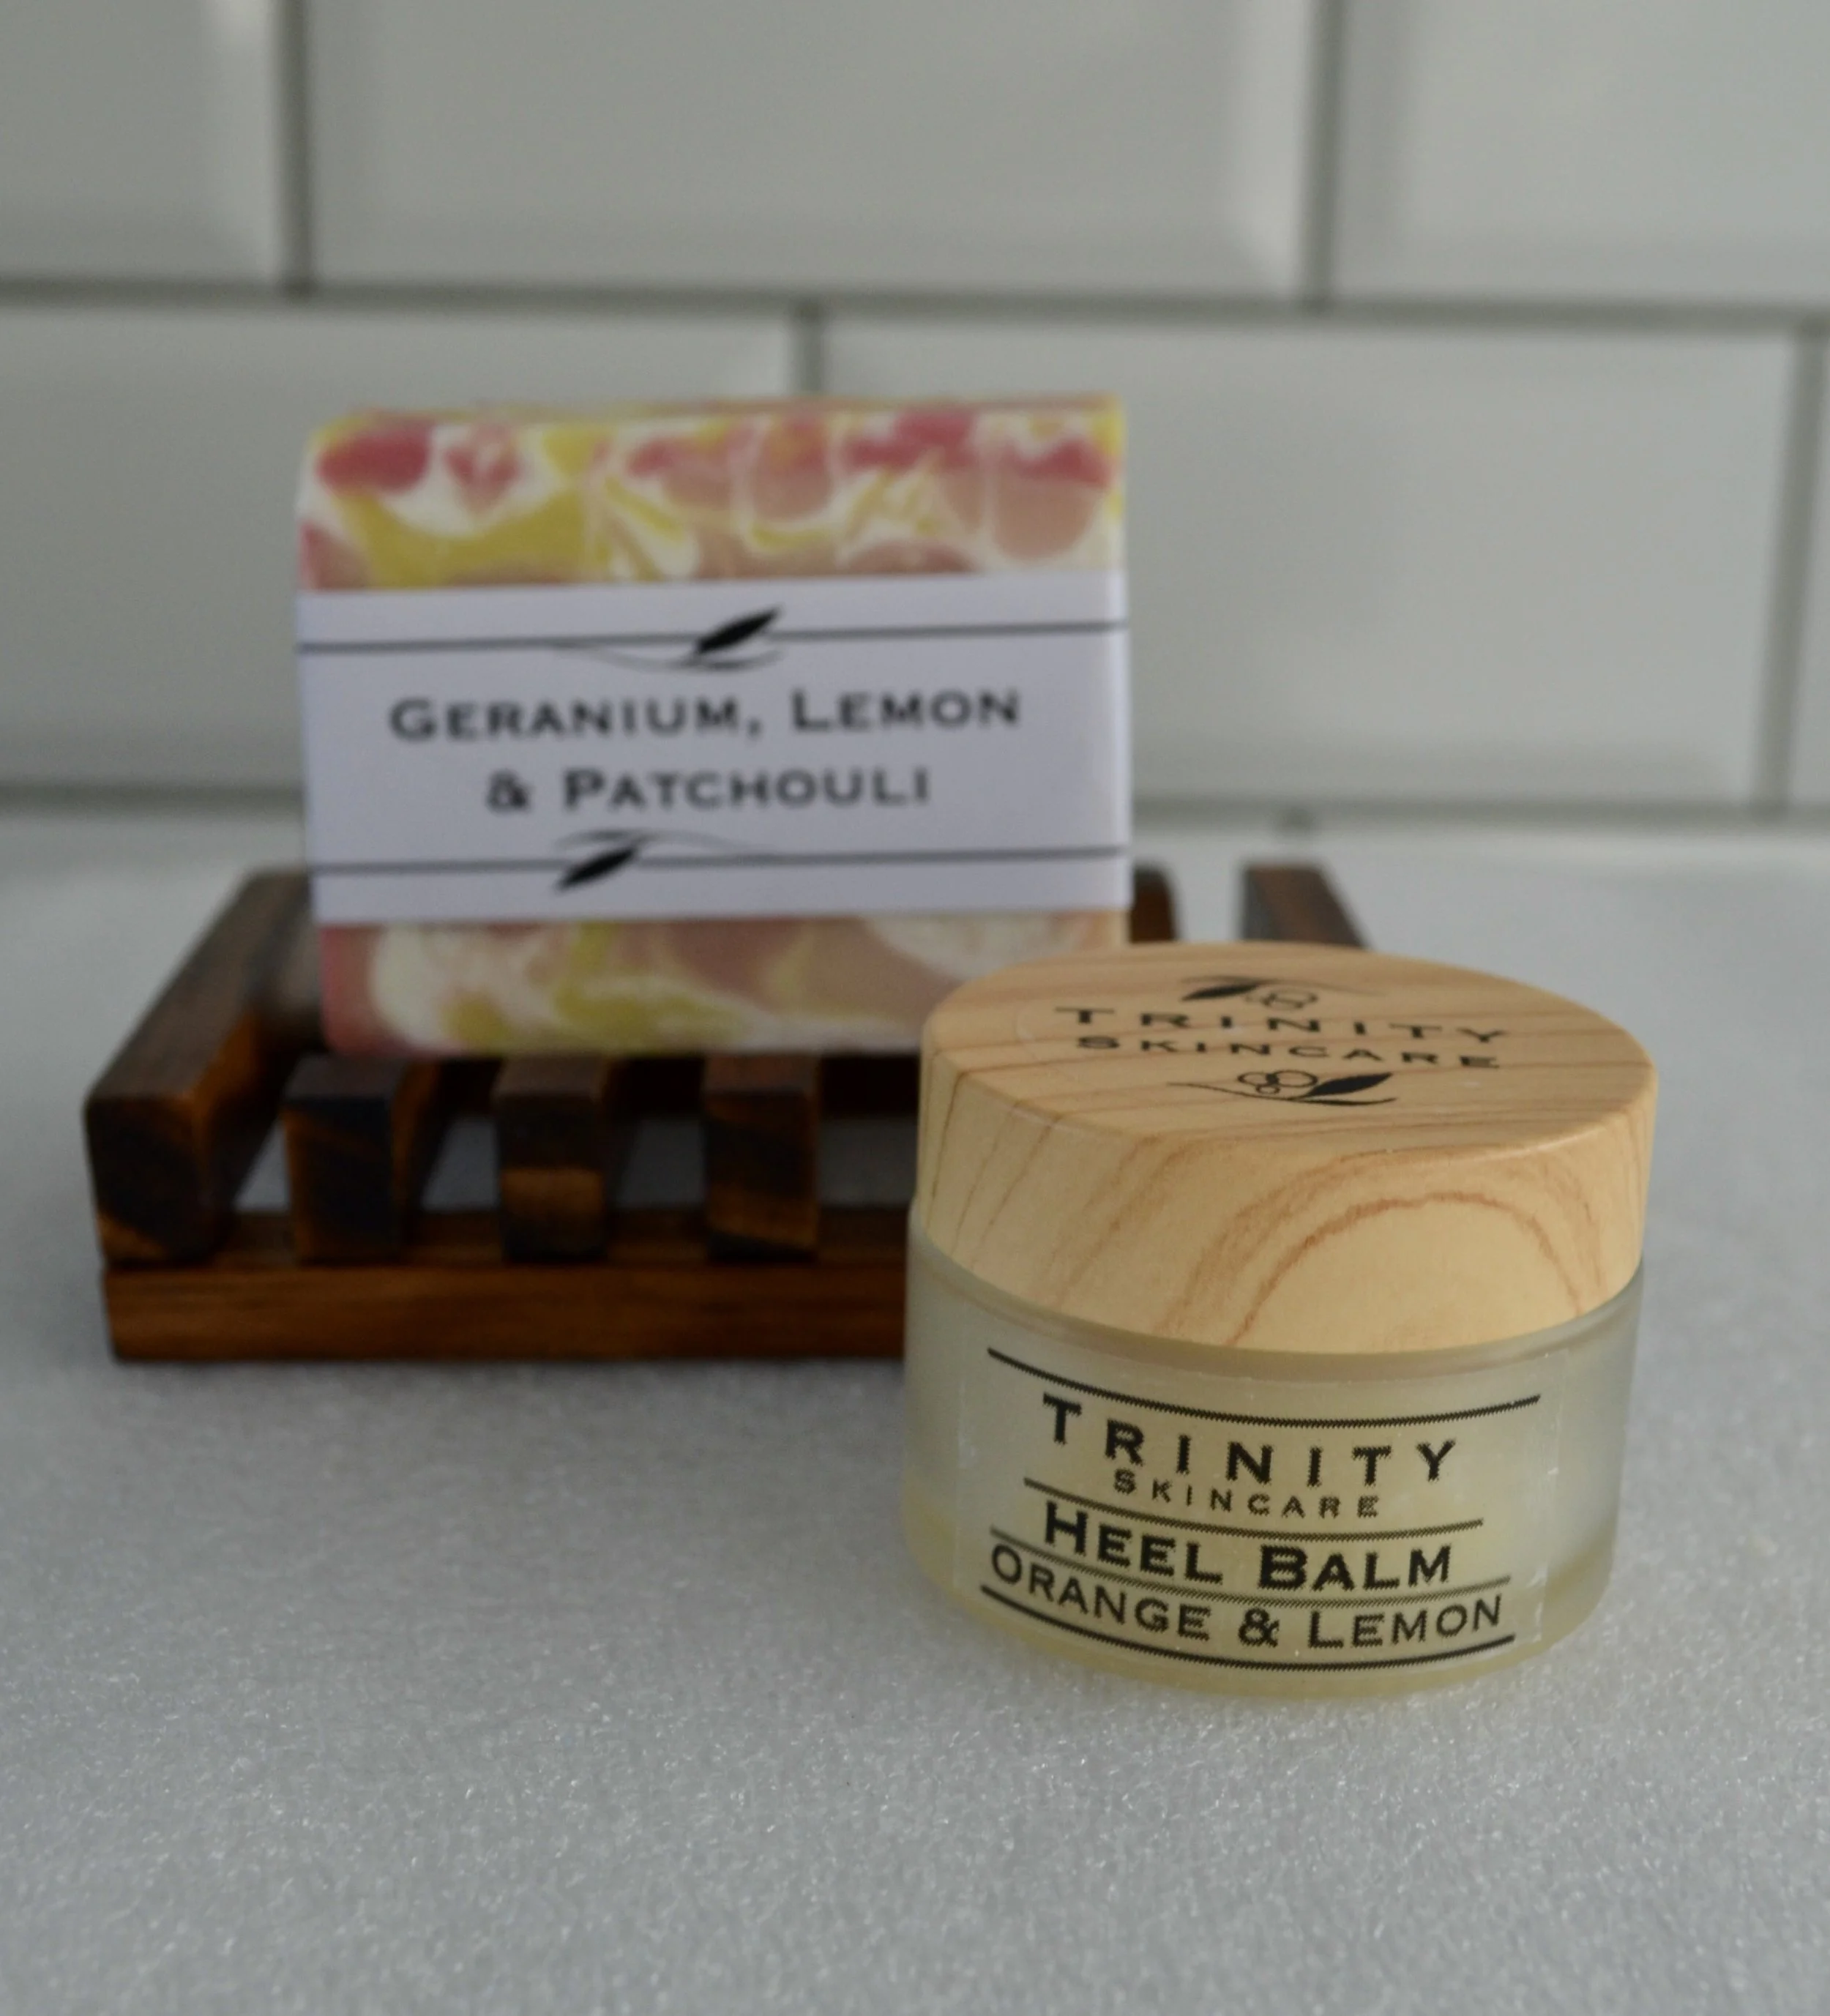 GERANIUM, LEMON
& PATCHOULI
TRINITY
SKINCARE
TRINITY
SKINCARE
HEEL BALM
ORANGE & LEMON